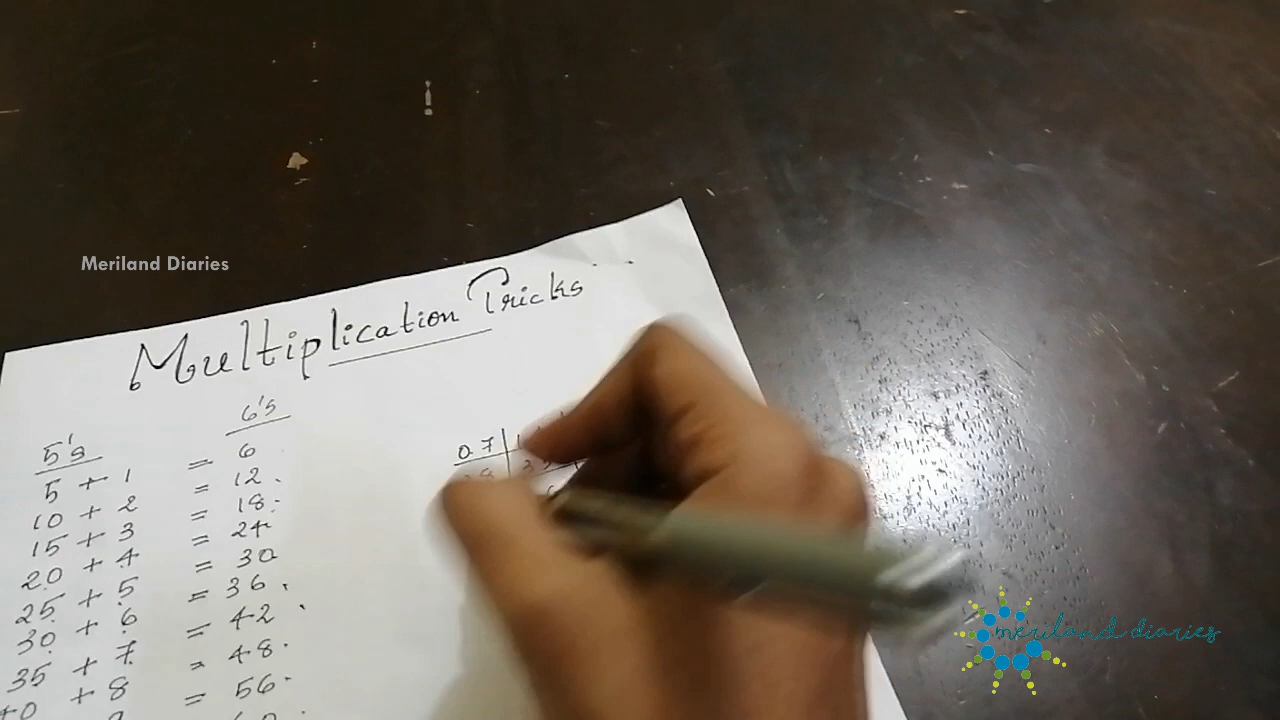 Meriland Diaries
Multiplication Tricks...
5's 6's
5 + 1 = 6
10 + 2 = 12
15 + 3 = 18
20 + 4 = 24
25 + 5 = 30
30 + 6 = 36
35 + 7 = 42
+ 8 = 48
= 56
07
meriland diaries